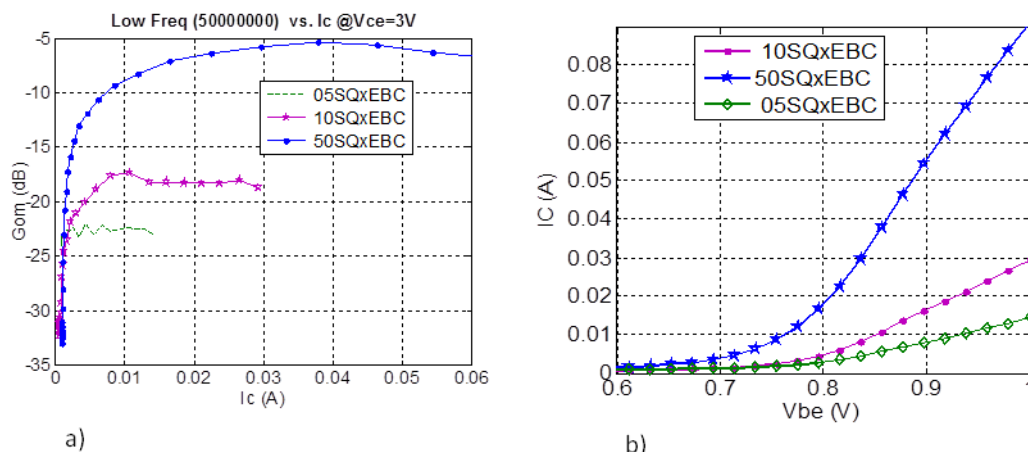 Low Freq (50000000) vs. Ic @Vce=3V
-5
-10
-15
-20
-25
-30
-35
Gom (dB)
05SQxEBC
10SQxEBC
50SQxEBC
0
0.01
0.02
0.03
0.04
0.05
0.06
Ic (A)
a)
0.08
0.07
0.06
0.05
0.04
0.03
0.02
0.01
0
IC (A)
10SQxEBC
50SQxEBC
05SQxEBC
0.6
0.7
0.8
0.9
Vbe (V)
b)